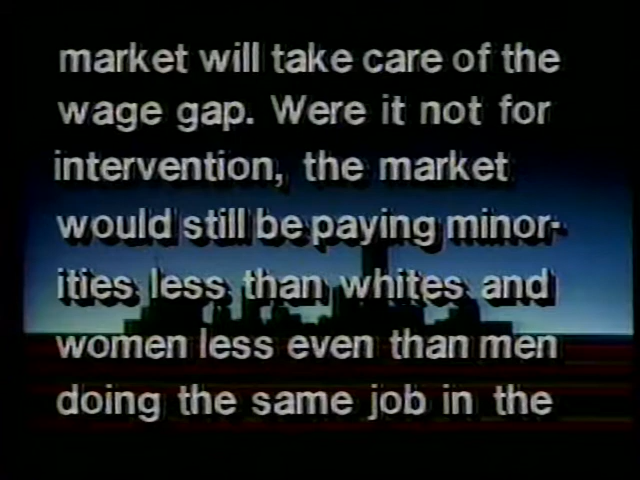 market will take care of the
wage gap. Were it not for
intervention, the market
would still be paying minor-
ities less than whites and
women less even than men
doing the same job in the